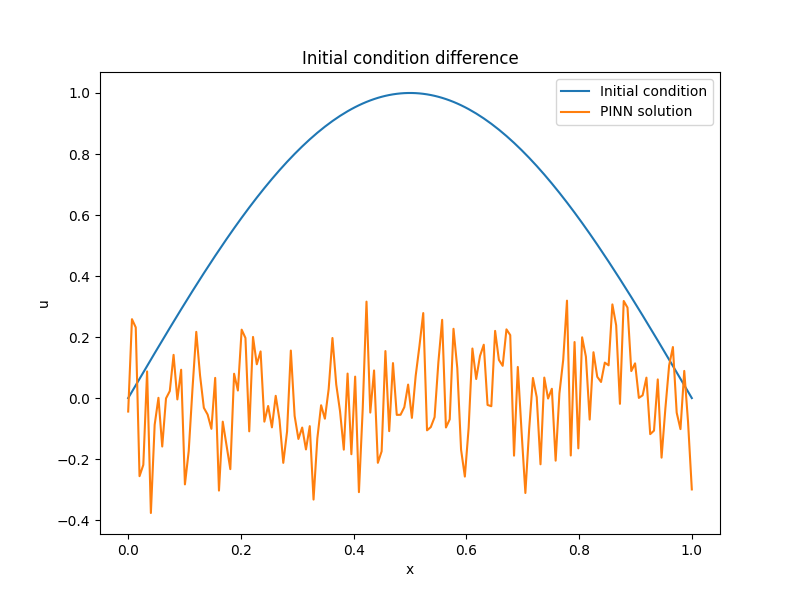 Initial condition difference
Initial condition
PINN solution
1.0
0.8
0.6
0.4
0.2
0.0
−0.2
−0.4
u
0.0 0.2 0.4 0.6 0.8 1.0
x